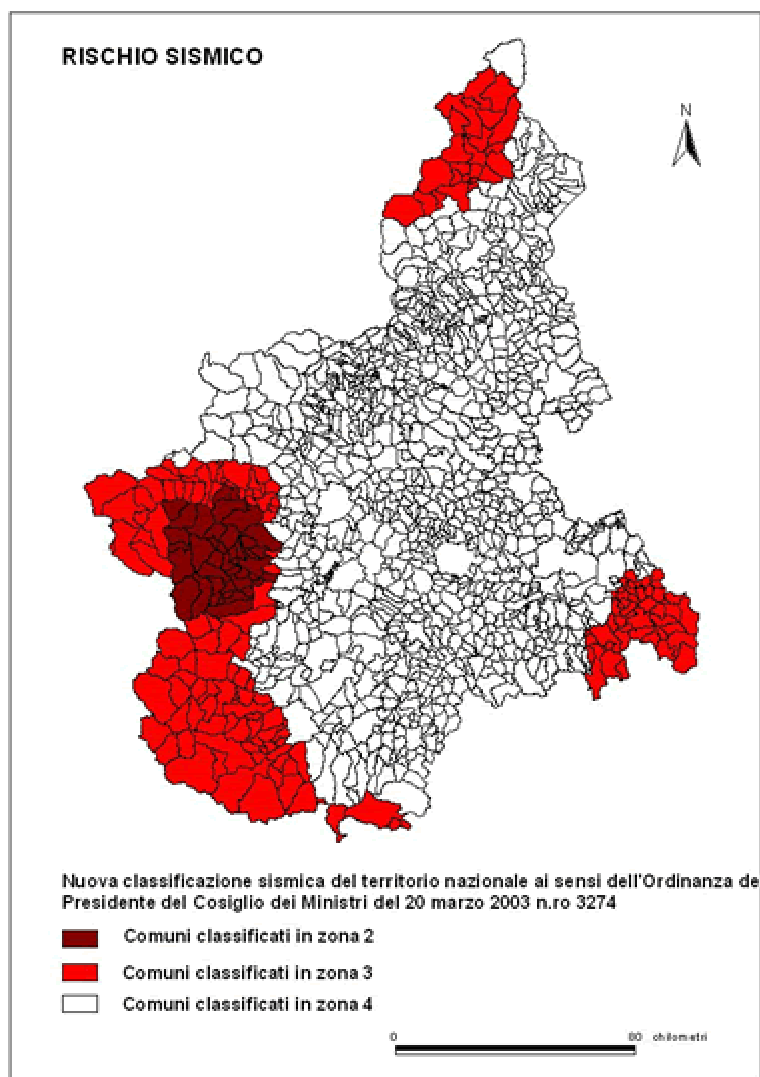 RISCHIO SISMICO
N
Nuova classificazione sismica del territorio nazionale ai sensi dell'Ordinanza de
Presidente del Cosiglio dei Ministri del 20 marzo 2003 n.ro 3274
Comuni classificati in zona 2
Comuni classificati in zona 3
Comuni classificati in zona 4
0 80 chilometri